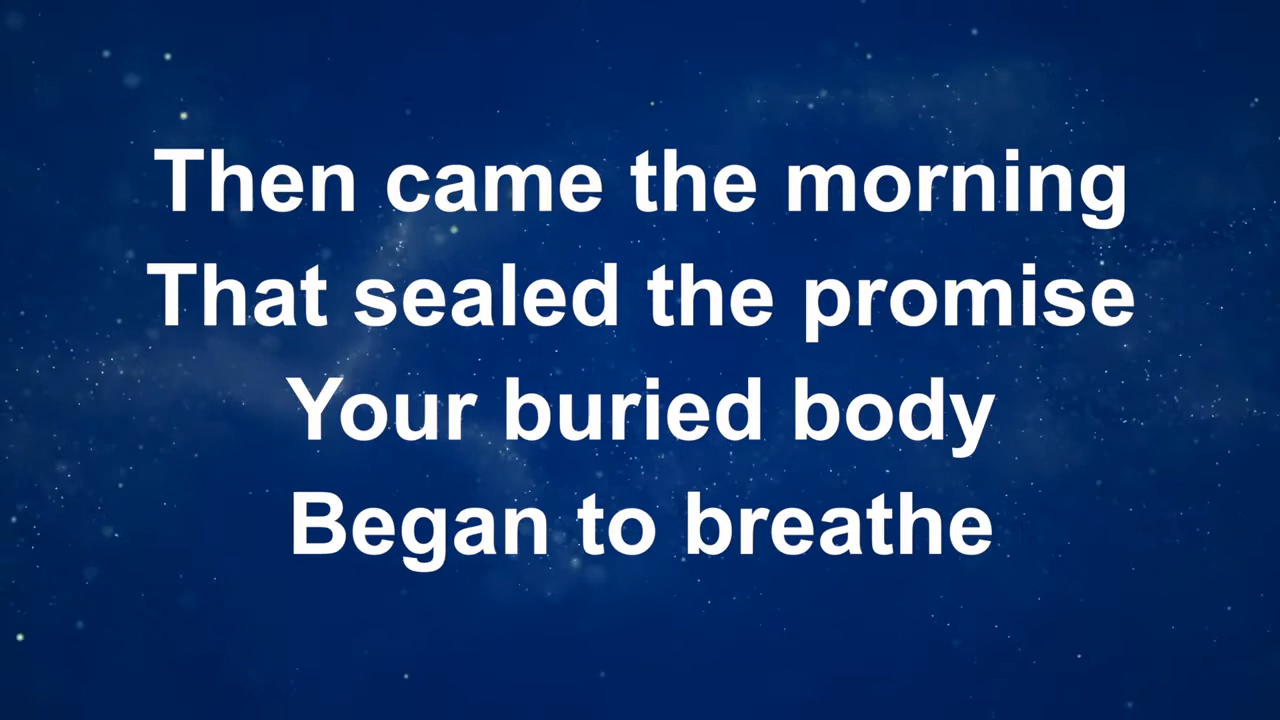 Then came the morning
That sealed the promise
Your buried body
Began to breathe